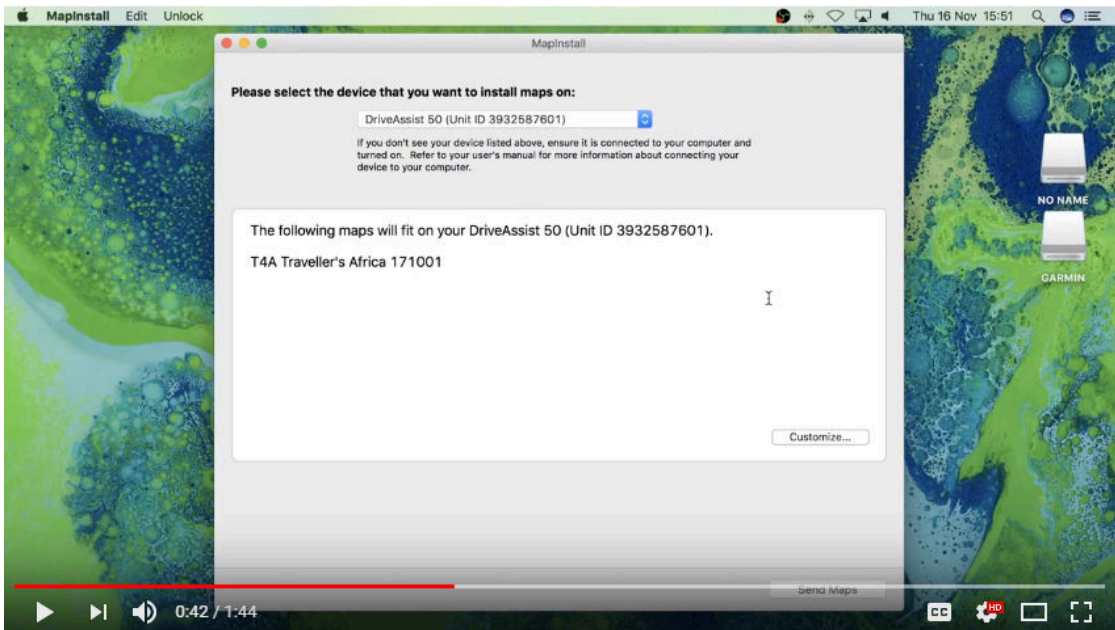 MapInstall Edit Unlock Thu 16 Nov 15:51
MapInstall
Please select the device that you want to install maps on:
DriveAssist 50 (Unit ID 3932587601)
If you don't see your device listed above, ensure it is connected to your computer and
turned on. Refer to your user's manual for more information about connecting your
device to your computer.
NO NAME
The following maps will fit on your DriveAssist 50 (Unit ID 3932587601).
T4A Traveller's Africa 171001
GARMIN
Customize...
Send Maps
0:42 / 1:44
CC HD